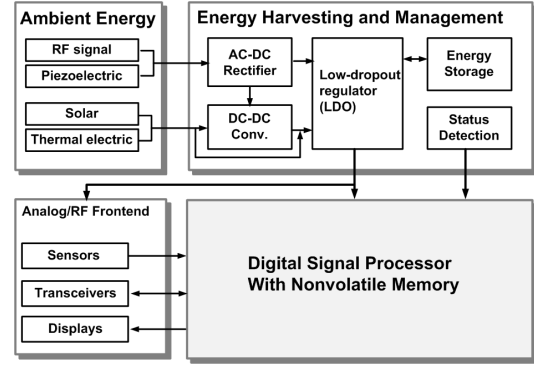 Ambient Energy
RF signal
Piezoelectric
Solar
Thermal electric
Energy Harvesting and Management
AC-DC
Rectifier
DC-DC
Conv.
Low-dropout
regulator
(LDO)
Energy
Storage
Status
Detection
Analog/RF Frontend
Sensors
Transceivers
Displays
Digital Signal Processor
With Nonvolatile Memory